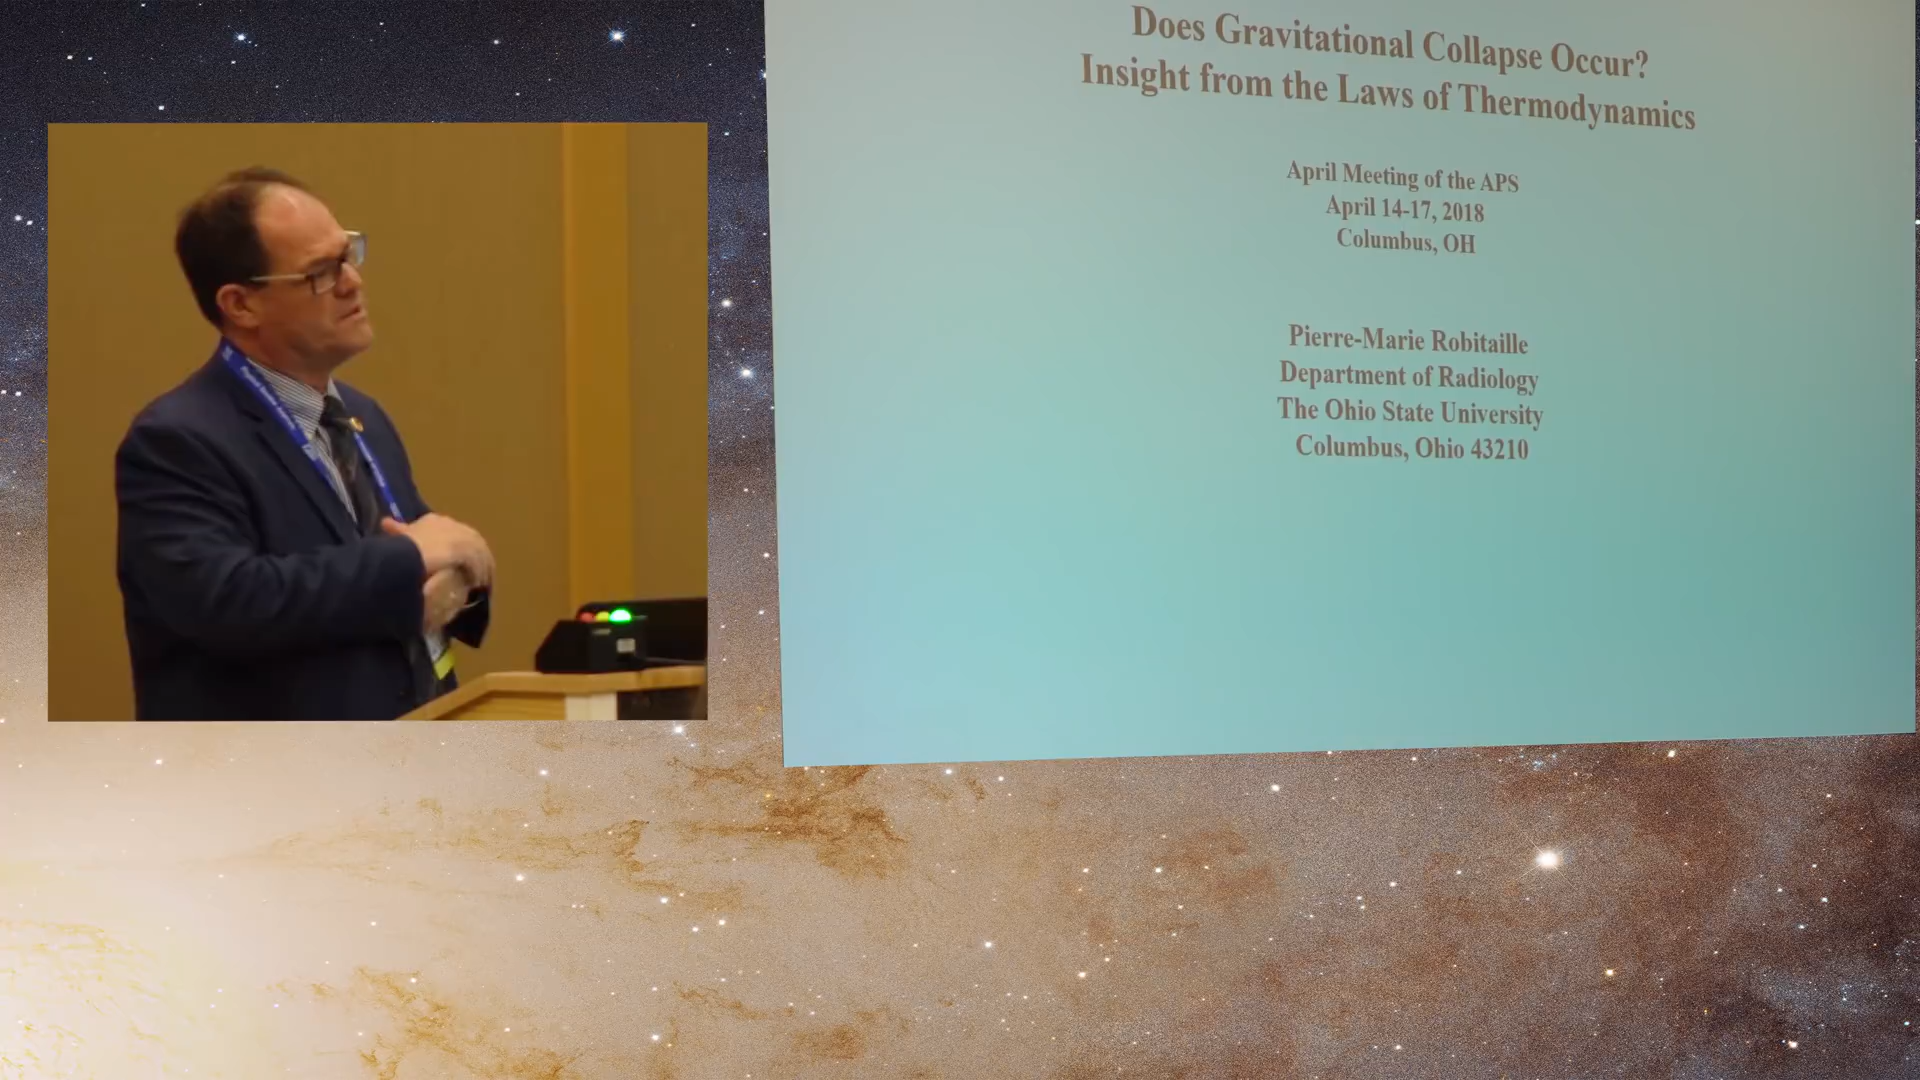 Does Gravitational Collapse Occur?
Insight from the Laws of Thermodynamics
April Meeting of the APS
April 14-17, 2018
Columbus, OH
Pierre-Marie Robitaille
Department of Radiology
The Ohio State University
Columbus, Ohio 43210